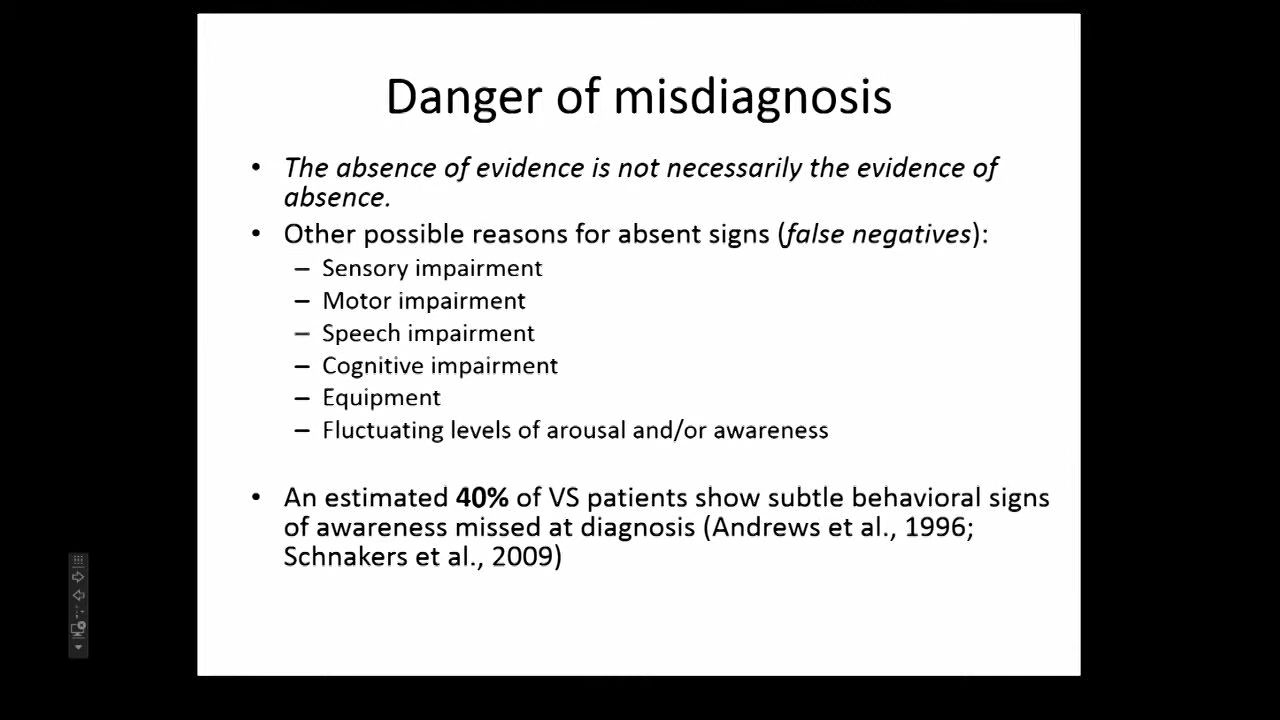 Danger of misdiagnosis
• The absence of evidence is not necessarily the evidence of
absence.
• Other possible reasons for absent signs (false negatives):
– Sensory impairment
– Motor impairment
– Speech impairment
– Cognitive impairment
– Equipment
– Fluctuating levels of arousal and/or awareness
• An estimated 40% of VS patients show subtle behavioral signs
of awareness missed at diagnosis (Andrews et al., 1996;
Schnakers et al., 2009)